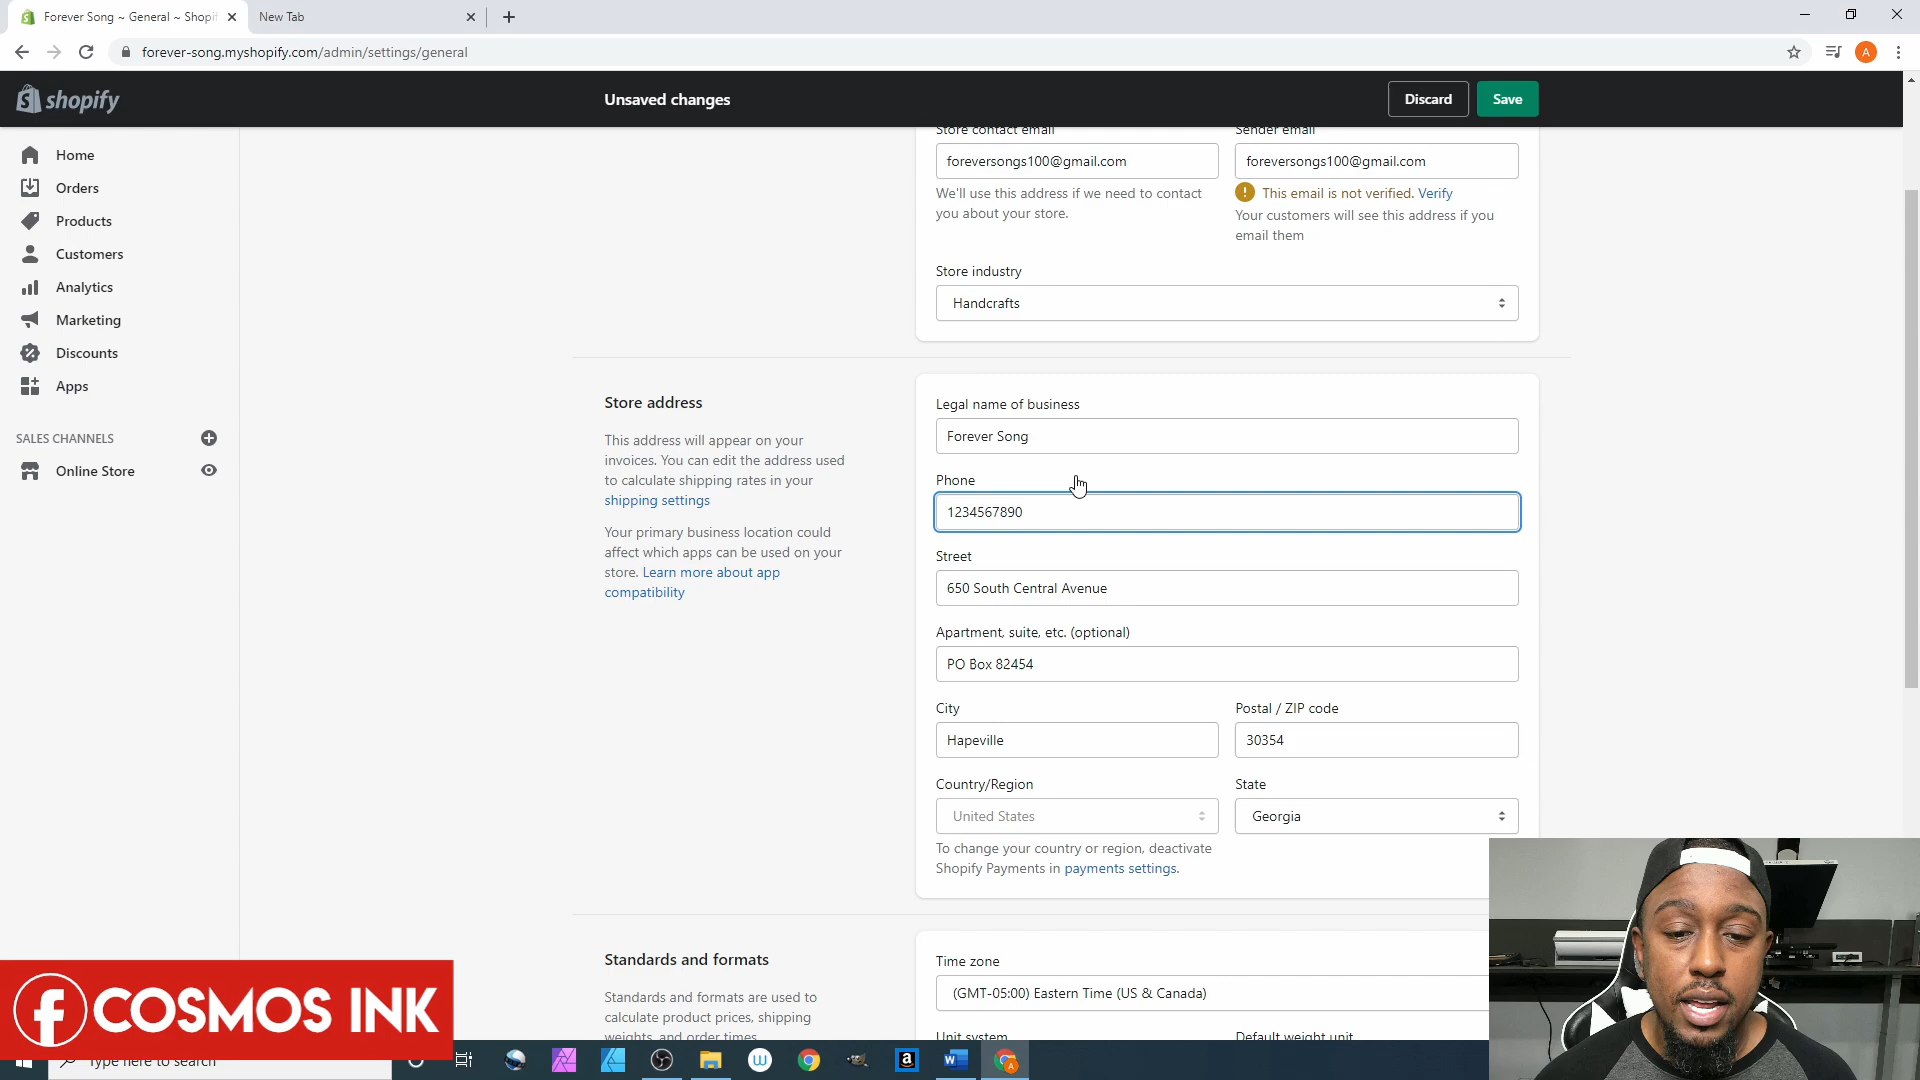 Forever Song ~ General ~ Shopif
New Tab
forever-song.myshopify.com/admin/settings/general
A
shopify
Unsaved changes
Discard
Save
Home
Orders
Products
Customers
Analytics
Marketing
Discounts
Apps
SALES CHANNELS
Online Store
Store contact email
Sender email
foreversongs100@gmail.com
foreversongs100@gmail.com
We'll use this address if we need to contact
you about your store.
This email is not verified. Verify
Your customers will see this address if you
email them
Store industry
Handcrafts
Store address
This address will appear on your
invoices. You can edit the address used
to calculate shipping rates in your
shipping settings
Your primary business location could
affect which apps can be used on your
store. Learn more about app
compatibility
Legal name of business
Forever Song
Phone
1234567890
Street
650 South Central Avenue
Apartment, suite, etc. (optional)
PO Box 82454
City
Postal / ZIP code
Hapeville
30354
Country/Region
State
United States
Georgia
To change your country or region, deactivate
Shopify Payments in payments settings.
Standards and formats
Standards and formats are used to
calculate product prices, shipping
weights, and order times.
Time zone
(GMT-05:00) Eastern Time (US & Canada)
Unit system
Default weight unit
COSMOS INK
Type here to search